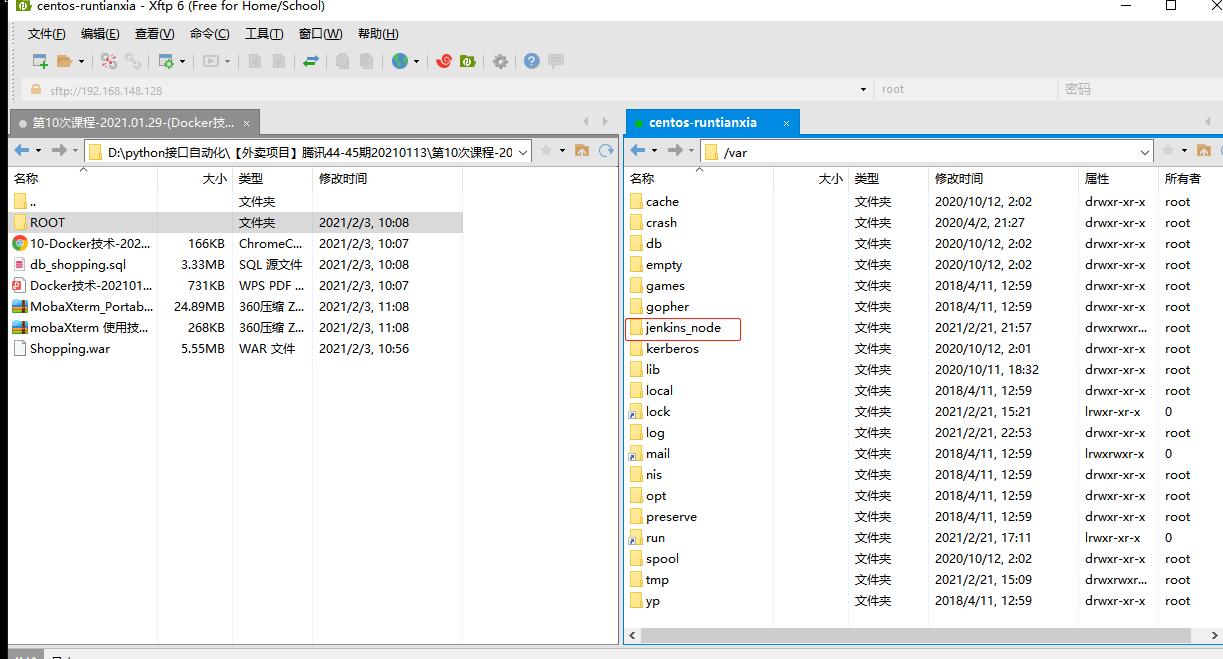 centos-runtianxia - Xftp 6 (Free for Home/School)
文件(F) 编辑(E) 查看(V) 命令(C) 工具(T) 窗口(W) 帮助(H)
sftp://192.168.148.128 root 密码
第10次课程-2021.01.29-(Docker技... × centos-runtianxia ×
D:\python接口自动化\【外卖项目】腾讯44-45期20210113\第10次课程-20 /var
名称 大小 类型 修改时间
.. 文件夹
ROOT 文件夹 2021/2/3, 10:08
10-Docker技术-202... 166KB ChromeC... 2021/2/3, 10:07
db_shopping.sql 3.33MB SQL 源文件 2021/2/3, 10:08
Docker技术-202101... 731KB WPS PDF ... 2021/2/3, 10:07
MobaXterm_Portab... 24.89MB 360压缩 Z... 2021/2/3, 11:08
mobaXterm 使用技... 268KB 360压缩 Z... 2021/2/3, 11:08
Shopping.war 5.55MB WAR 文件 2021/2/3, 10:56
名称 大小 类型 修改时间 属性 所有者
cache 文件夹 2020/10/12, 2:02 drwxr-xr-x root
crash 文件夹 2020/4/2, 21:27 drwxr-xr-x root
db 文件夹 2020/10/12, 2:02 drwxr-xr-x root
empty 文件夹 2020/10/12, 2:02 drwxr-xr-x root
games 文件夹 2018/4/11, 12:59 drwxr-xr-x root
gopher 文件夹 2018/4/11, 12:59 drwxr-xr-x root
jenkins_node 文件夹 2021/2/21, 21:57 drwxrwxr... root
kerberos 文件夹 2020/10/12, 2:01 drwxr-xr-x root
lib 文件夹 2020/10/11, 18:32 drwxr-xr-x root
local 文件夹 2018/4/11, 12:59 drwxr-xr-x root
lock 文件夹 2021/2/21, 15:21 lrwxr-xr-x 0
log 文件夹 2021/2/21, 22:53 drwxr-xr-x root
mail 文件夹 2018/4/11, 12:59 lrwxrwxr-x 0
nis 文件夹 2018/4/11, 12:59 drwxr-xr-x root
opt 文件夹 2018/4/11, 12:59 drwxr-xr-x root
preserve 文件夹 2018/4/11, 12:59 drwxr-xr-x root
run 文件夹 2021/2/21, 17:11 lrwxr-xr-x 0
spool 文件夹 2020/10/12, 2:02 drwxr-xr-x root
tmp 文件夹 2021/2/21, 15:09 drwxrwxr... root
yp 文件夹 2018/4/11, 12:59 drwxr-xr-x root